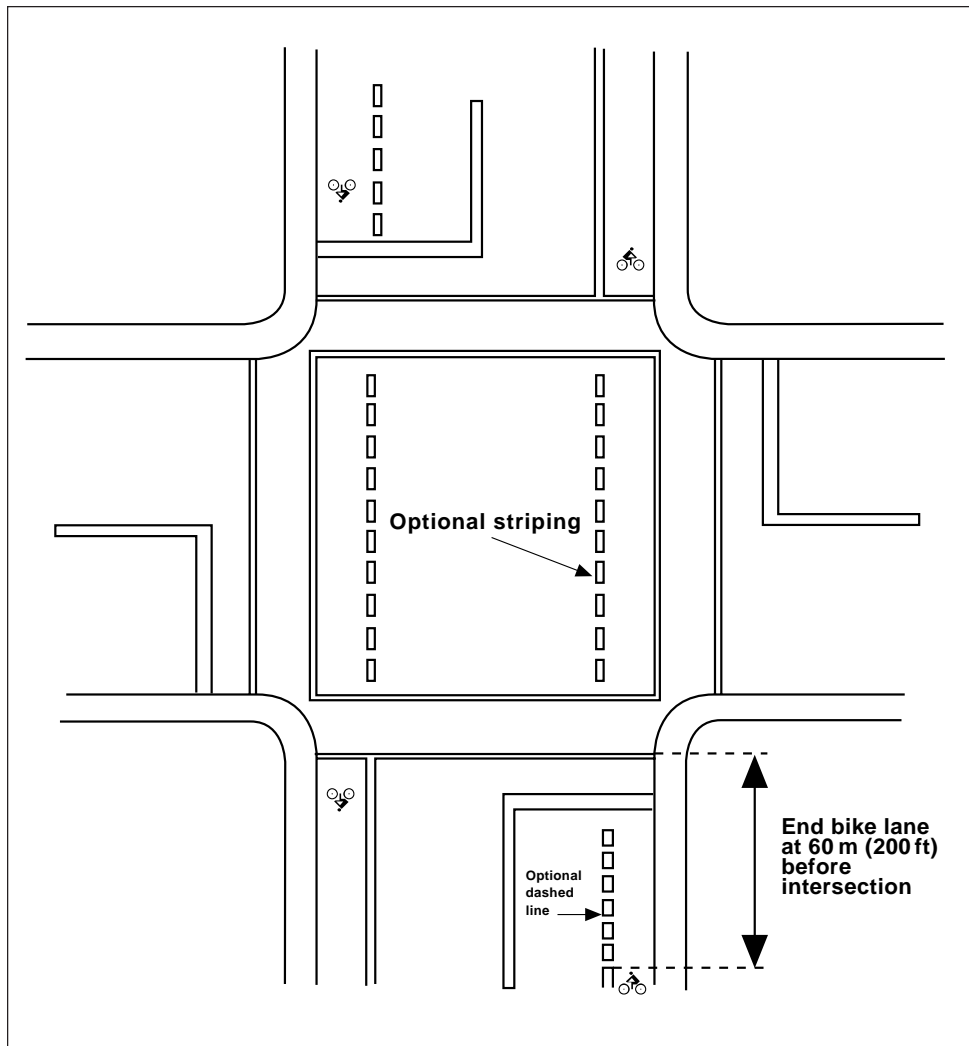 Optional striping
End bike lane
at 60 m (200 ft)
before
intersection
Optional
dashed
line